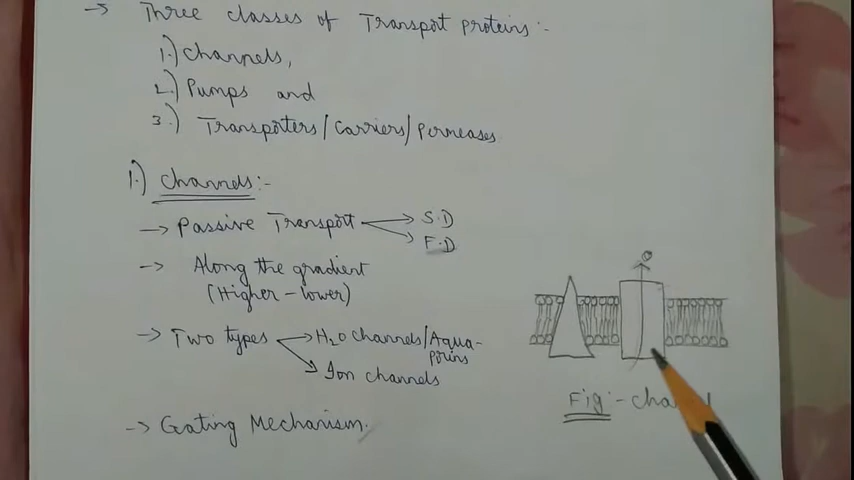 → Three classes of Transport proteins:-
1.) Channels,
2.) Pumps and
3.) Transporters/Carriers/Permeases
1.) Channels:-
→ Passive Transport → S.D
→ F.D
→ Along the gradient
(Higher - lower)
→ Two types → H2O channels/Aqua-
porins
→ Ion channels
→ Gating Mechanism.
Fig:-